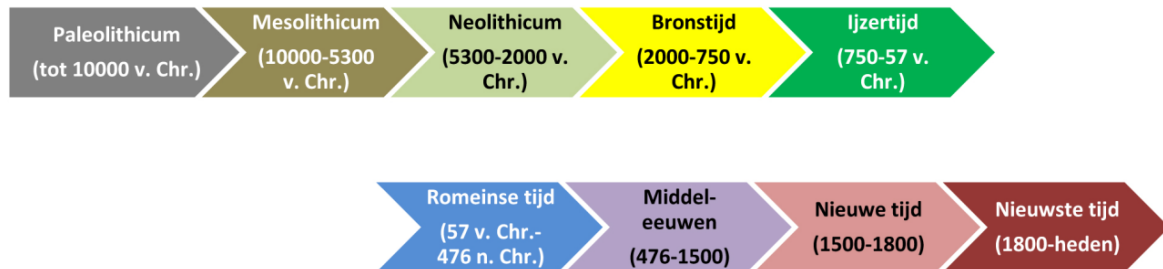 Paleolithicum
(tot 10000 v. Chr.)
Mesolithicum
(10000-5300
v. Chr.)
Neolithicum
(5300-2000 v.
Chr.)
Bronstijd
(2000-750 v.
Chr.)
Ijzertijd
(750-57 v.
Chr.)
Romeinse tijd
(57 v. Chr.-
476 n. Chr.)
Middel-
eeuwen
(476-1500)
Nieuwe tijd
(1500-1800)
Nieuwste tijd
(1800-heden)